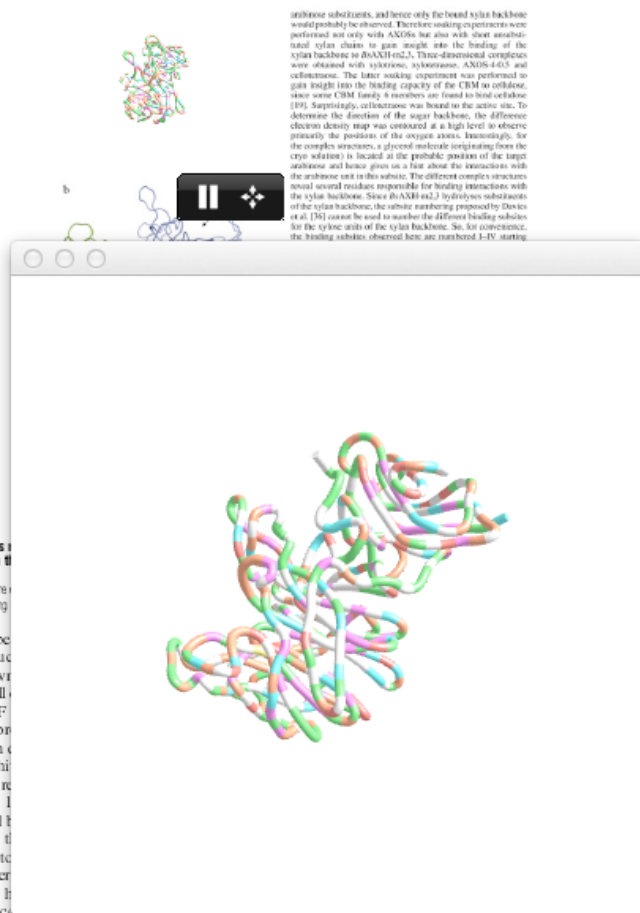 arabinose substituents, and hence only the bound xylan backbone
would probably be observed. Therefore soaking experiments were
performed not only with AXOSs but also with short unsubsti-
tuted xylan chains to gain insight into the binding of the
xylan backbone to BsAXH-m2,3. Three-dimensional complexes
were obtained with xylotriose, xylotetraose, AXOS-4-0.5 and
cellotetraose. The latter soaking experiment was performed to
gain insight into the binding capacity of the CBM to cellulose,
since some CBM family 6 members are found to bind cellulose
[19]. Surprisingly, cellotetraose was bound to the active site. To
determine the direction of the sugar backbone, the difference
electron density map was contoured at a high level to observe
primarily the positions of the oxygen atoms. Interestingly, for
the complex structures, a glycerol molecule (originating from the
cryo solution) is located at the probable position of the target
arabinose and hence gives us a hint about the interactions with
the arabinose unit in this subsite. The different complex structures
reveal several residues responsible for binding interactions with
the xylan backbone. Since BsAXH-m2,3 hydrolyses substituents
of the xylan backbone, the subsite numbering proposed by Davies
et al. [36] cannot be used to number the different binding subsites
for the xylose units of the xylan backbone. So, for convenience,
the binding subsites observed here are numbered I–IV starting
b